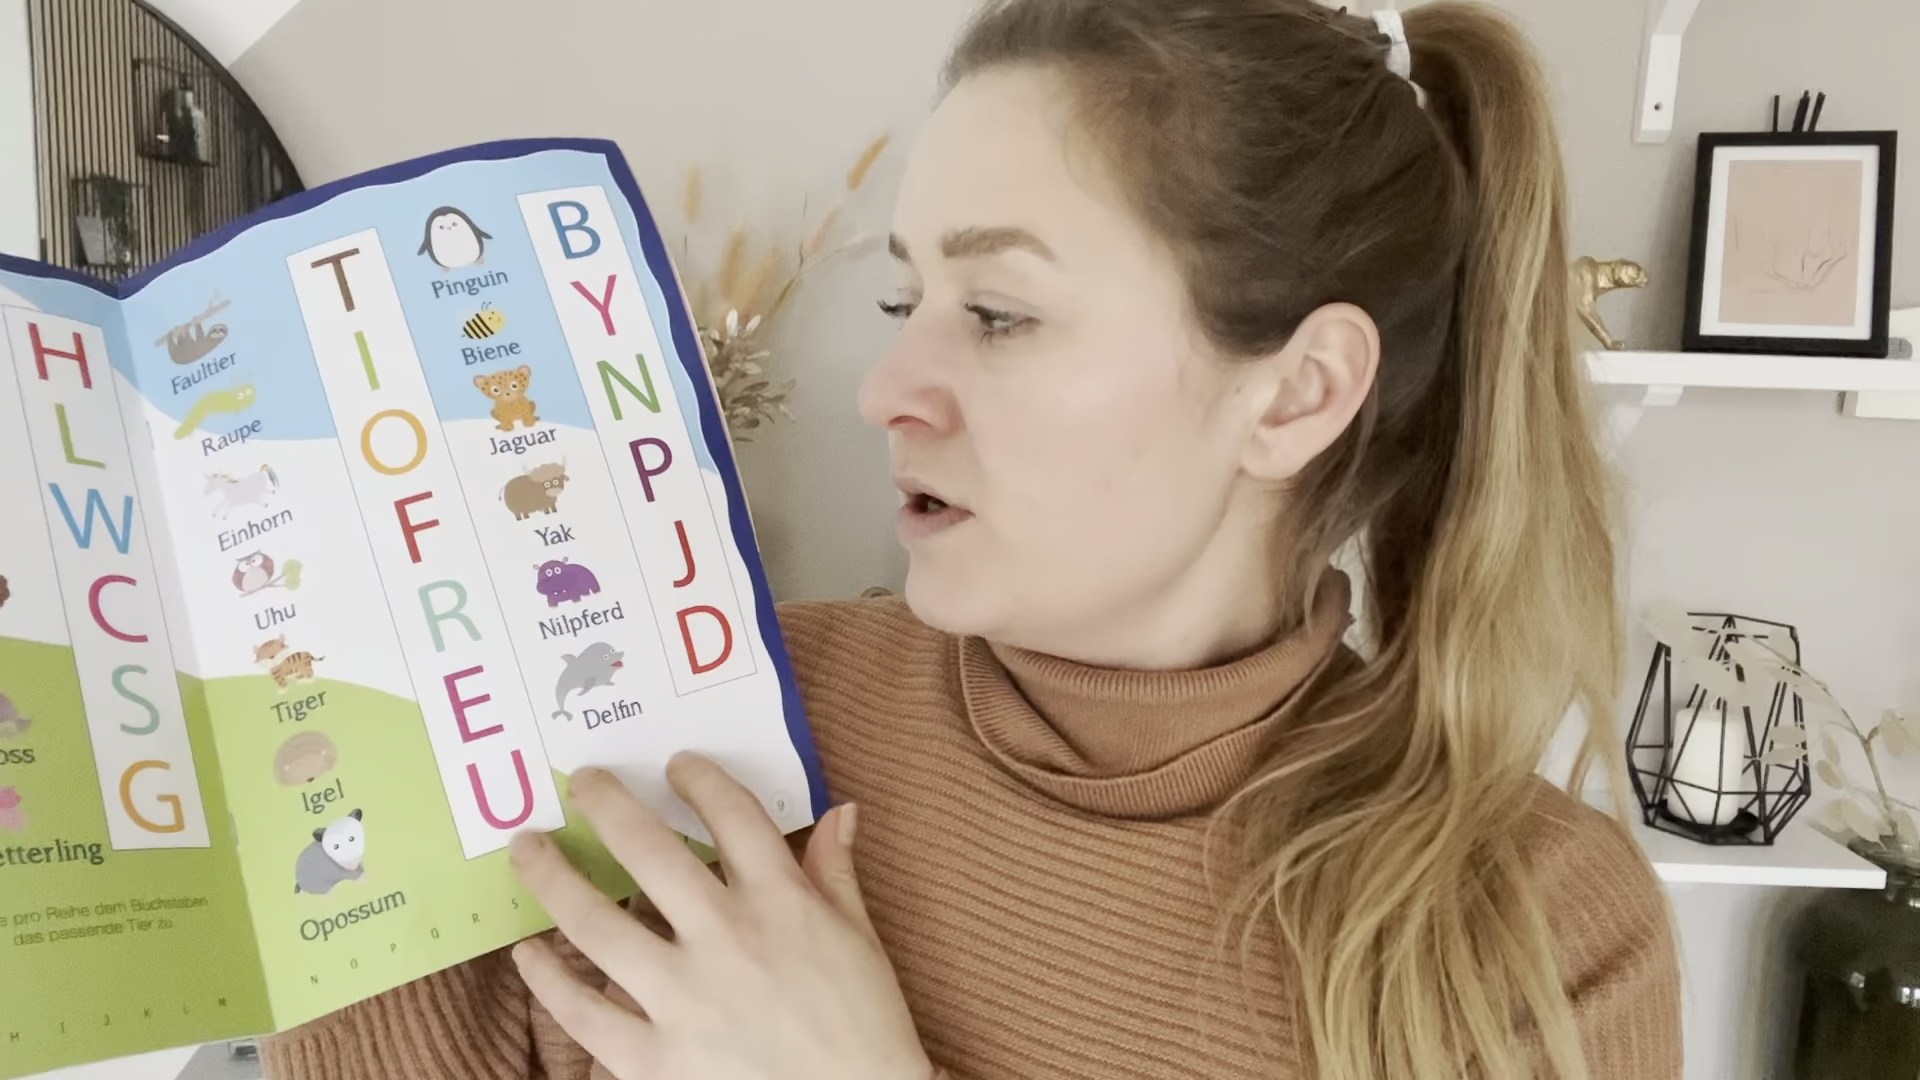 H
L
W
C
S
G
oss
etterling
e pro Reihe dem Buchstaben
das passende Tier zu.
H I J K L M
Faultier
Raupe
Einhorn
Uhu
Tiger
Igel
Opossum
T
I
O
F
R
E
U
Pinguin
Biene
Jaguar
Yak
Nilpferd
Delfin
B
Y
N
P
J
D
9
N O P Q R S